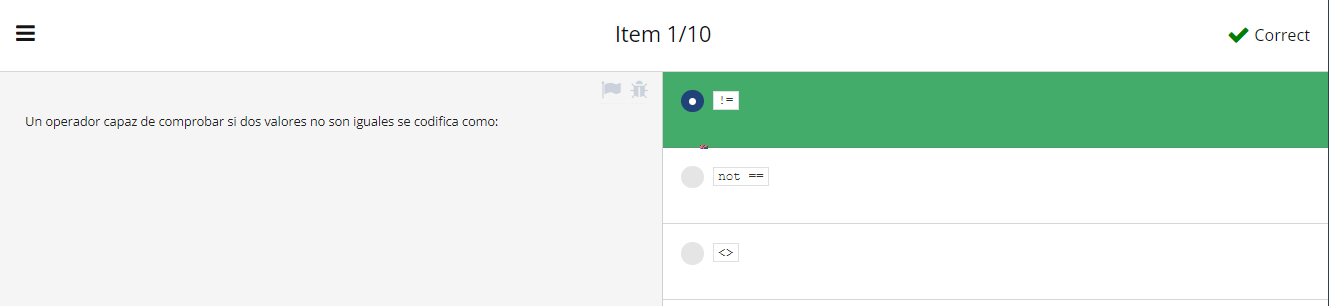 Item 1/10
Correct
Un operador capaz de comprobar si dos valores no son iguales se codifica como:
!=
not ==
<>